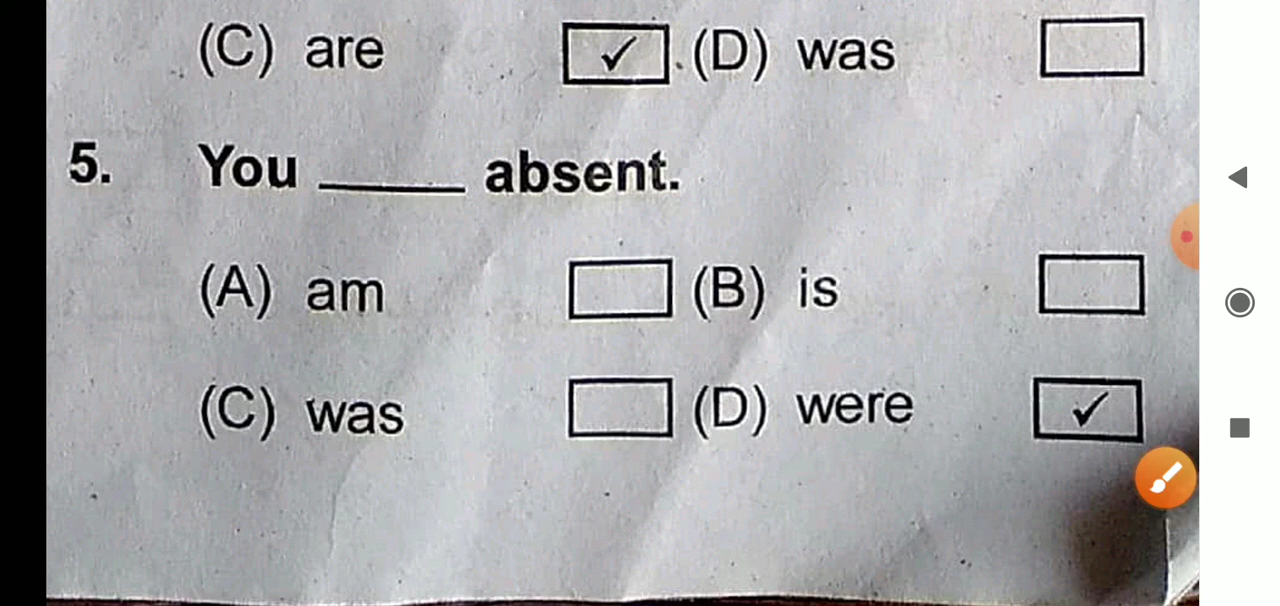 (C) are ✓ (D) was
5. You _____ absent.
(A) am (B) is
(C) was (D) were ✓